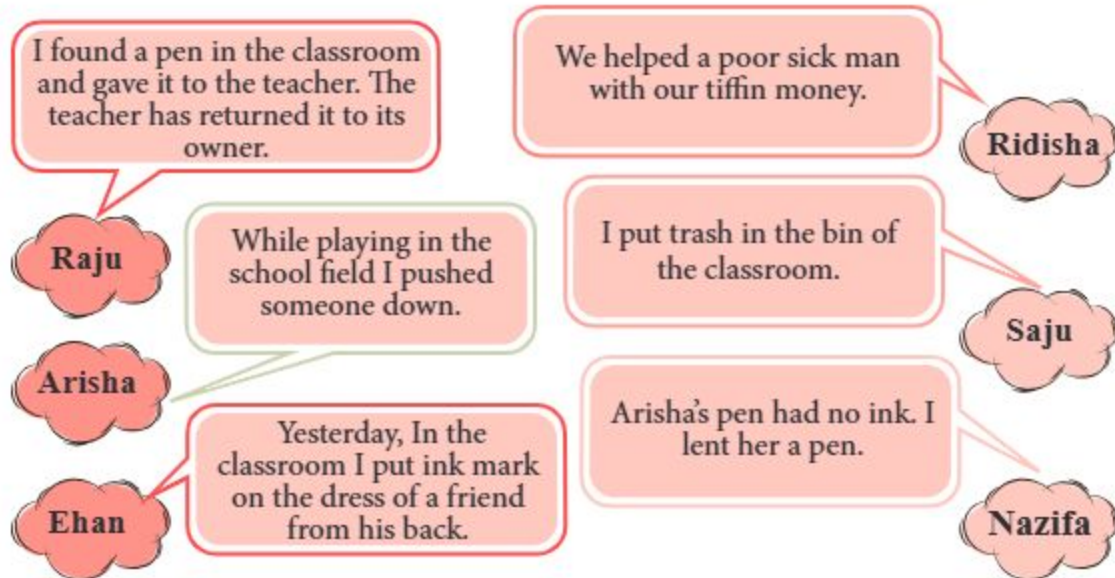 I found a pen in the classroom
and gave it to the teacher. The
teacher has returned it to its
owner.
Raju
We helped a poor sick man
with our tiffin money.
Ridisha
While playing in the
school field I pushed
someone down.
Arisha
I put trash in the bin of
the classroom.
Saju
Yesterday, In the
classroom I put ink mark
on the dress of a friend
from his back.
Ehan
Arisha’s pen had no ink. I
lent her a pen.
Nazifa